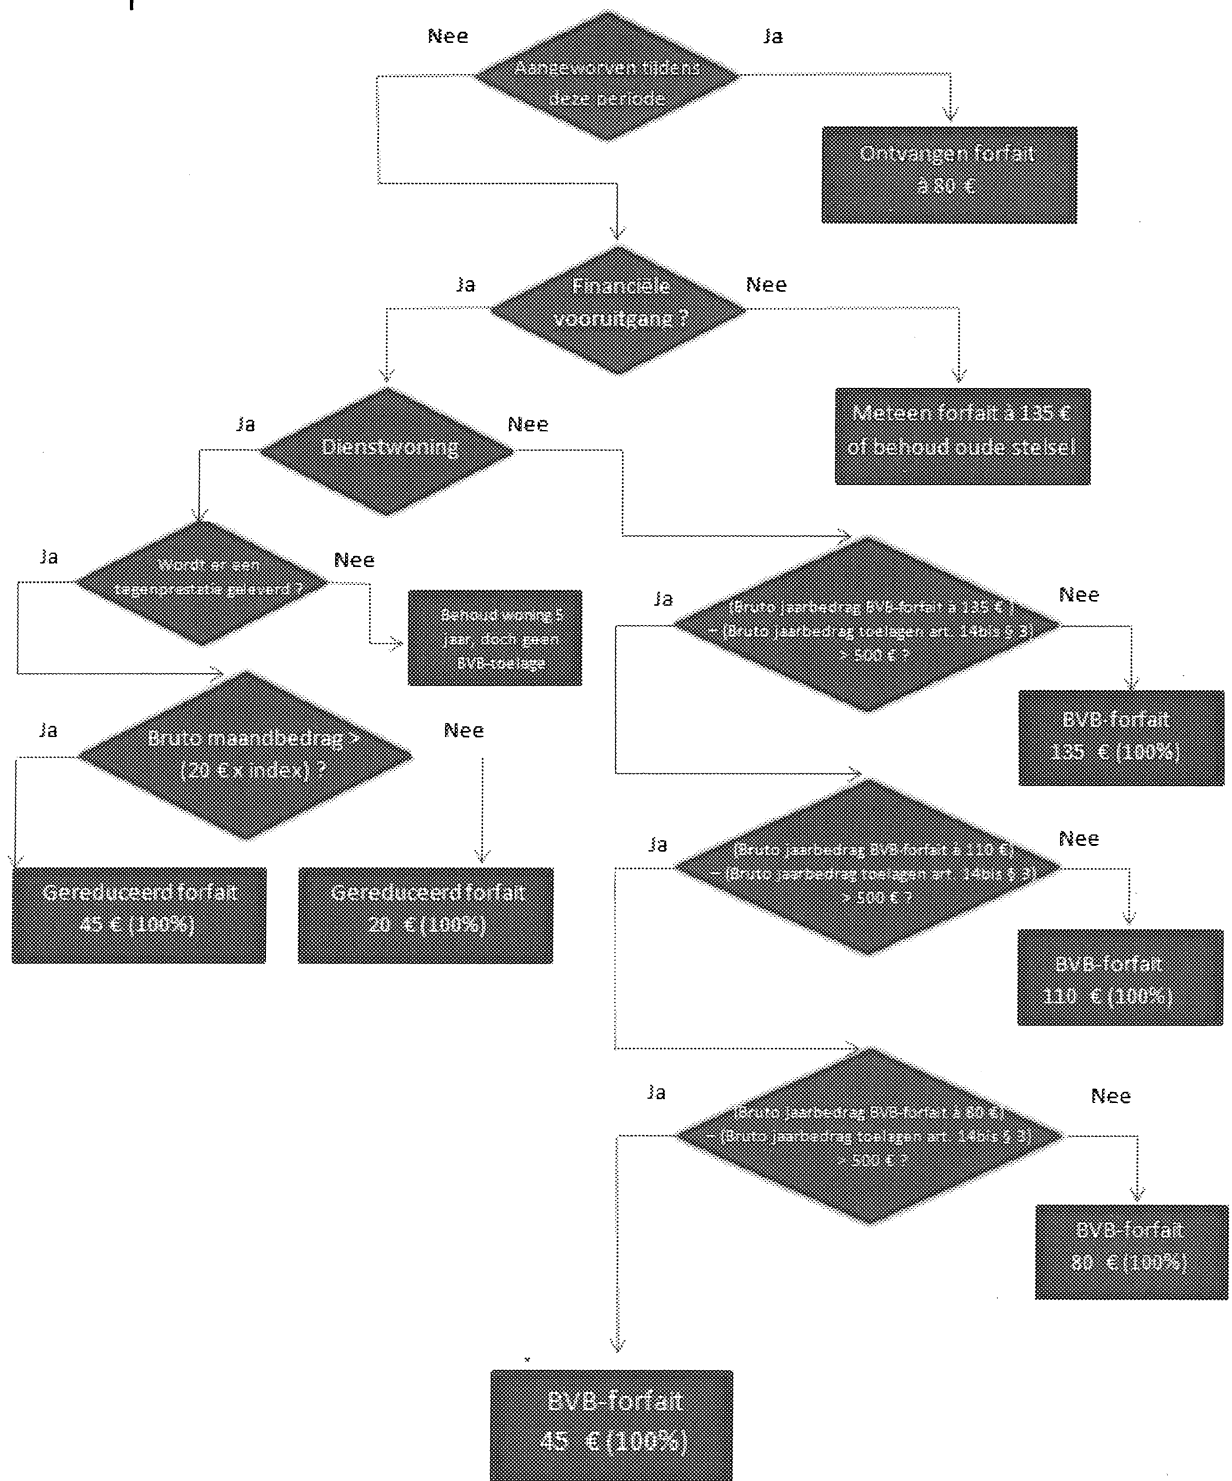 Nee
Ja
Aangeworven tijdens
deze periode
Ontvangen forfait
à 80 €
Ja
Financiële
vooruitgang ?
Nee
Meteen forfait à 135 €
of behoud oude stelsel
Ja
Dienstwoning
Nee
Ja
Wordt er een
tegenprestatie geleverd ?
Nee
Behoud woning 5
jaar, doch geen
BVB-toelage
Ja
Bruto maandbedrag >
(20 € x index) ?
Nee
Gereduceerd forfait
45 € (100%)
Gereduceerd forfait
20 € (100%)
Ja
(Bruto jaarbedrag BVB-forfait à 135 €)
– (Bruto jaarbedrag toelagen art. 14bis § 3)
> 500 € ?
Nee
BVB-forfait
135 € (100%)
Ja
(Bruto jaarbedrag BVB-forfait à 110 €)
– (Bruto jaarbedrag toelagen art. 14bis § 3)
> 500 € ?
Nee
BVB-forfait
110 € (100%)
Ja
(Bruto jaarbedrag BVB-forfait à 80 €)
– (Bruto jaarbedrag toelagen art. 14bis § 3)
> 500 € ?
Nee
BVB-forfait
80 € (100%)
BVB-forfait
45 € (100%)